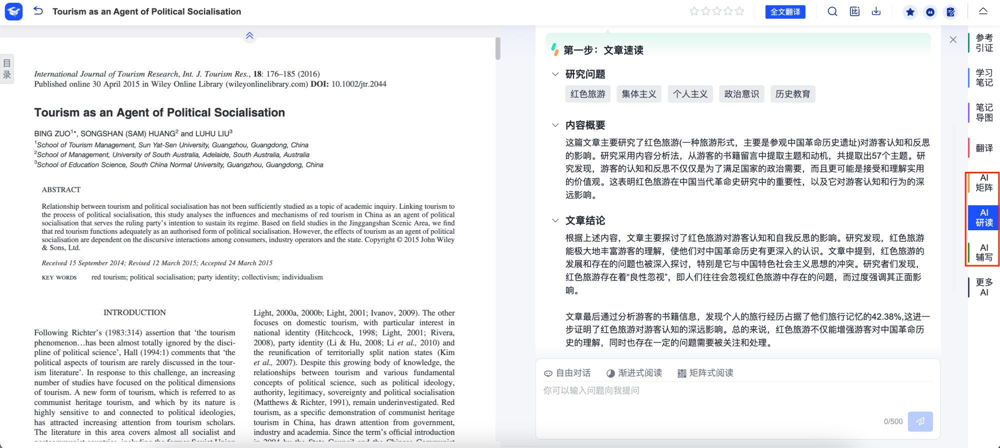 Tourism as an Agent of Political Socialisation
全文翻译
目
录
International Journal of Tourism Research, Int. J. Tourism Res., 18: 176–185 (2016)
Published online 30 April 2015 in Wiley Online Library (wileyonlinelibrary.com) DOI: 10.1002/jtr.2044
Tourism as an Agent of Political Socialisation
BING ZUO1*, SONGSHAN (SAM) HUANG2 and LUHU LIU3
1School of Tourism Management, Sun Yat-Sen University, Guangzhou, Guangdong, China
2School of Management, University of South Australia, Adelaide, South Australia, Australia
3School of Education Science, South China Normal University, Guangzhou, Guangdong, China
ABSTRACT
Relationship between tourism and political socialisation has not been sufficiently studied as a topic of academic inquiry. Linking tourism to
the process of political socialisation, this study analyses the influences and mechanisms of red tourism in China as an agent of political
socialisation that serves the ruling party's intention to sustain its regime. Based on field studies in the Jinggangshan Scenic Area, we find
that red tourism functions adequately as an authorised form of political socialisation. However, the effects of tourism as an agent of political
socialisation are dependent on the discursive interactions among consumers, industry operators and the state. Copyright © 2015 John Wiley
& Sons, Ltd.
Received 15 September 2014; Revised 12 March 2015; Accepted 24 March 2015
KEY WORDS red tourism; political socialisation; party identity; collectivism; individualism
INTRODUCTION
Following Richter's (1983:314) assertion that 'the tourism
phenomenon…has been almost totally ignored by the disci-
pline of political science', Hall (1994:1) comments that 'the
political aspects of tourism are rarely discussed in the tour-
ism literature'. In response to this challenge, an increasing
number of studies have focused on the political dimensions
of tourism. A new form of tourism, which is referred to as
communist heritage tourism, and which by its nature is
highly sensitive to and connected to political ideologies,
has attracted increasing attention from tourism scholars.
The literature in this area covers almost all socialist and
postcommunist countries, including the former Soviet Union
Light, 2000a, 2000b; Light, 2001; Ivanov, 2009). The other
focuses on domestic tourism, with particular interest in
national identity (Hitchcock, 1998; Light, 2001; Rivera,
2008), party identity (Li & Hu, 2008; Li et al., 2010) and
the reunification of territorially split nation states (Kim
et al., 2007). Despite this growing body of knowledge, the
relationships between tourism and various fundamental
concepts of political science, such as political ideology,
authority, legitimacy, sovereignty and political socialisation
(Matthews & Richter, 1991), remain underinvestigated. Red
tourism, as a specific demonstration of communist heritage
tourism in China, has drawn attention from government,
industry and academia. Since the term's official introduction
in 2004 by the State Council and the Chinese Communist
第一步：文章速读
研究问题
红色旅游 集体主义 个人主义 政治意识 历史教育
内容概要
这篇文章主要研究了红色旅游(一种旅游形式，主要是参观中国革命历史遗址)对游客认知和反思
的影响。研究采用内容分析法，从游客的书籍留言中提取主题和动机，共提取出57个主题。研
究发现，游客的认知和反思不仅仅是为了满足国家的政治需要，而且更可能是接受和理解实用
的价值观。这表明红色旅游在中国当代革命史研究中的重要性，以及它对游客认知和行为的深
远影响。
文章结论
根据上述内容，文章主要探讨了红色旅游对游客认知和自我反思的影响。研究发现，红色旅游
能极大地丰富游客的理解，使他们对中国革命历史有更深入的认识。文章中提到，红色旅游的
发展和存在的问题也被深入探讨，特别是它与中国特色社会主义思想的冲突。研究者们发现，
红色旅游存在着“良性忽视”，即人们往往会忽视红色旅游中存在的问题，而过度强调其正面影
响。
文章最后通过分析游客的书籍信息，发现个人的旅行经历占据了他们旅行记忆的42.38%,这进一
步证明了红色旅游对游客认知的深远影响。总的来说，红色旅游不仅能增强游客对中国革命历
史的理解，同时也存在一定的问题需要被关注和处理。
自由对话 渐进式阅读 矩阵式阅读
你可以输入问题向我提问
0/500
参考
引证
学习
笔记
笔记
导图
翻译
AI
矩阵
AI
研读
AI
辅写
更多
AI